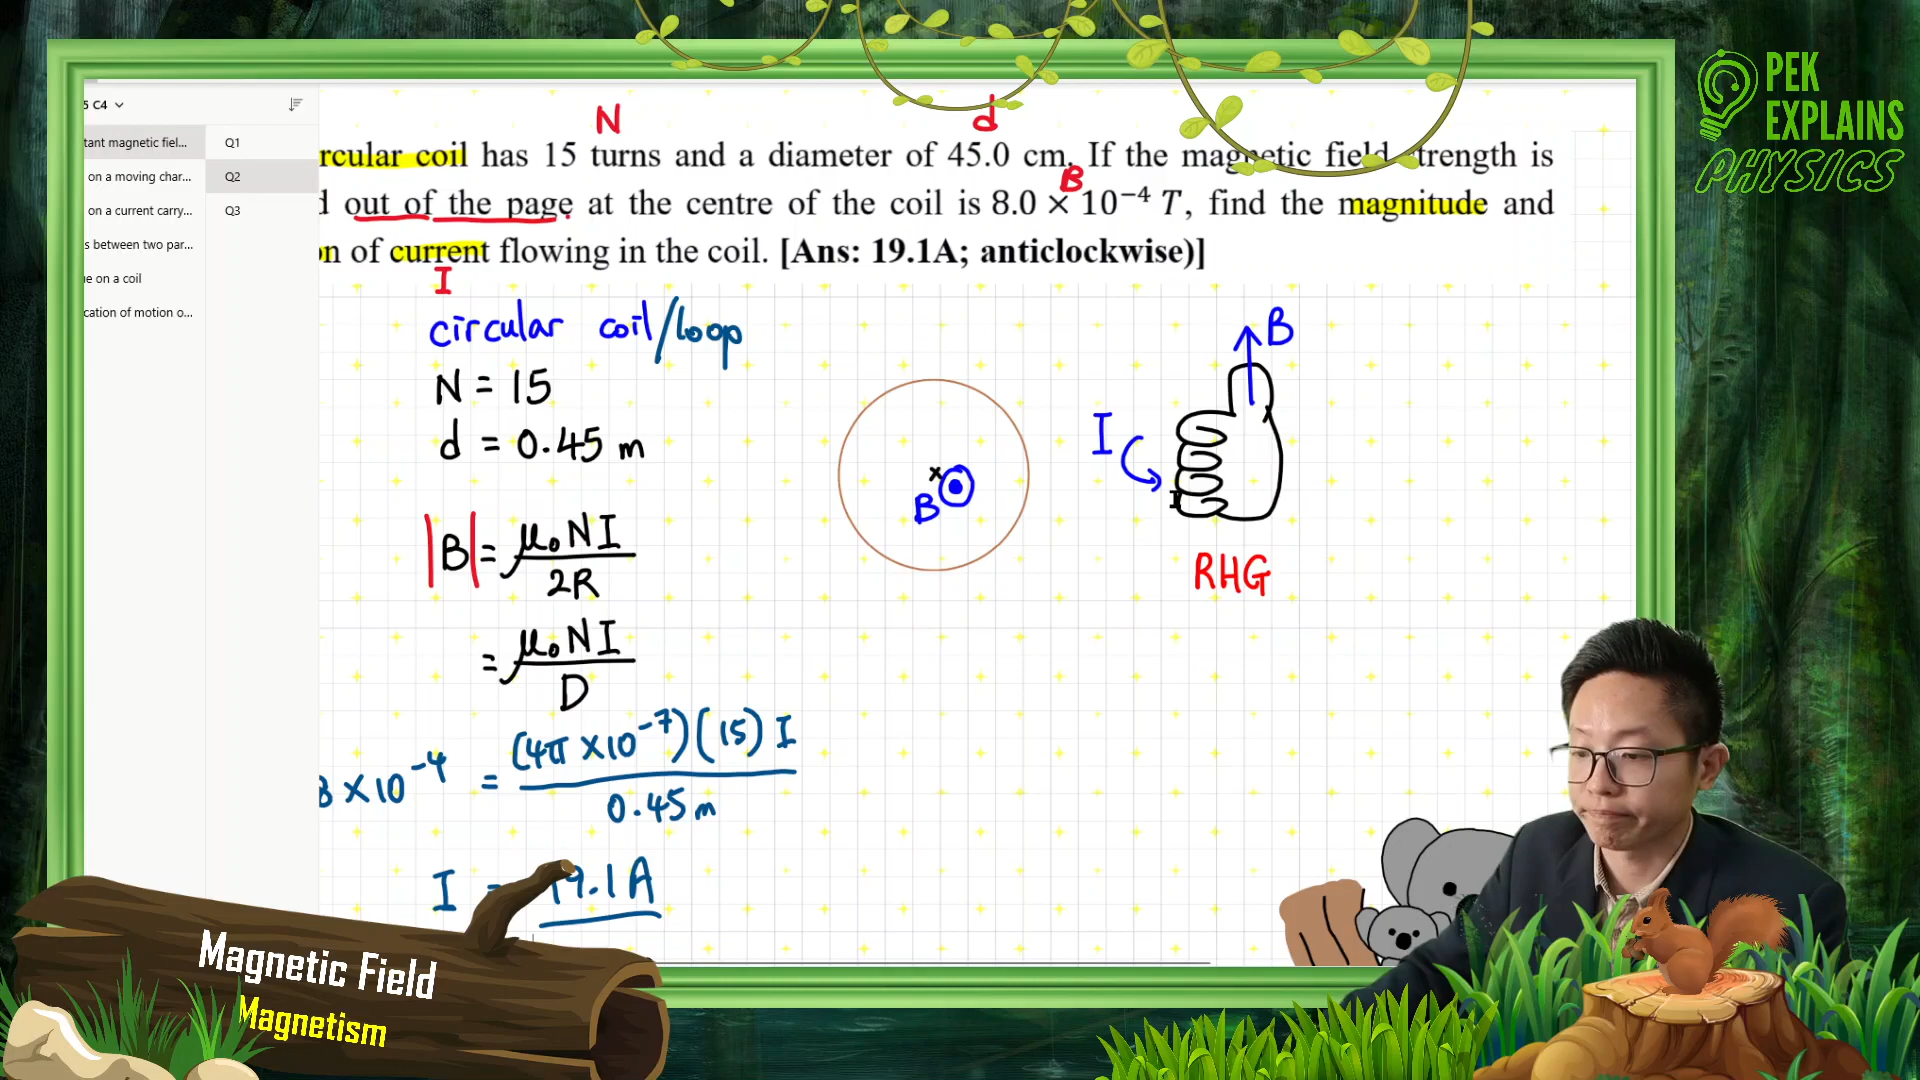 PEK
EXPLAINS
PHYSICS
5 C4
tant magnetic fiel...
on a moving char...
on a current carry...
s between two par...
ue on a coil
cation of motion o...
Q1
Q2
Q3
N
d
rcular coil has 15 turns and a diameter of 45.0 cm. If the magnetic field strength is
B
d out of the page at the centre of the coil is 8.0 × 10⁻⁴ T, find the magnitude and
on of current flowing in the coil. [Ans: 19.1A; anticlockwise)]
I
circular coil/loop
N = 15
d = 0.45 m
|B| = μ₀NI / 2R
= μ₀NI / D
8 × 10⁻⁴ = (4π × 10⁻⁷)(15) I / 0.45 m
I = 19.1 A
x
B
B
I
RHG
Magnetic Field
Magnetism